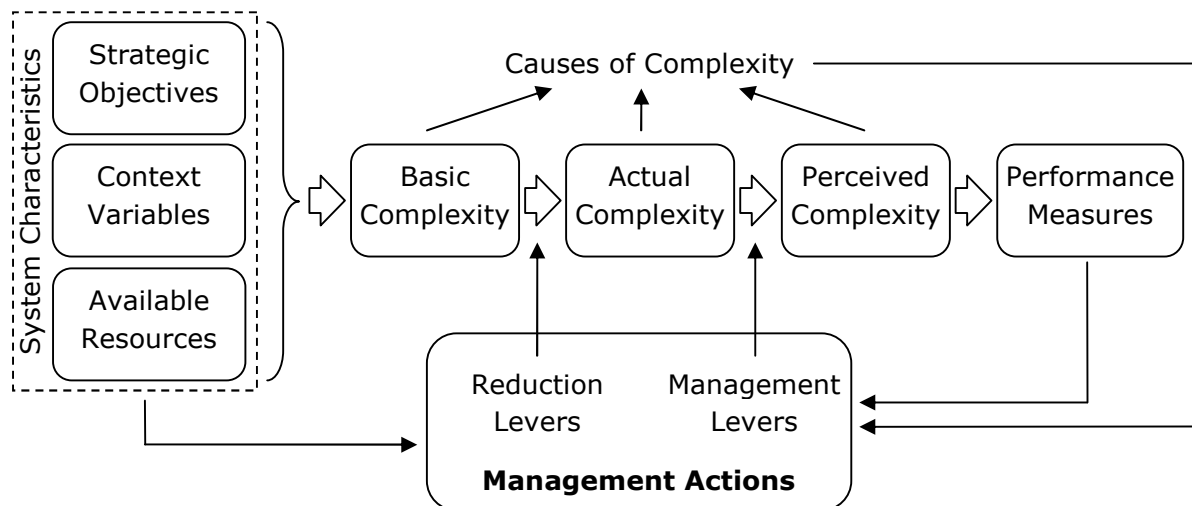 System Characteristics
Strategic
Objectives
Context
Variables
Available
Resources
Causes of Complexity
Basic
Complexity
Actual
Complexity
Perceived
Complexity
Performance
Measures
Reduction
Levers
Management
Levers
Management Actions